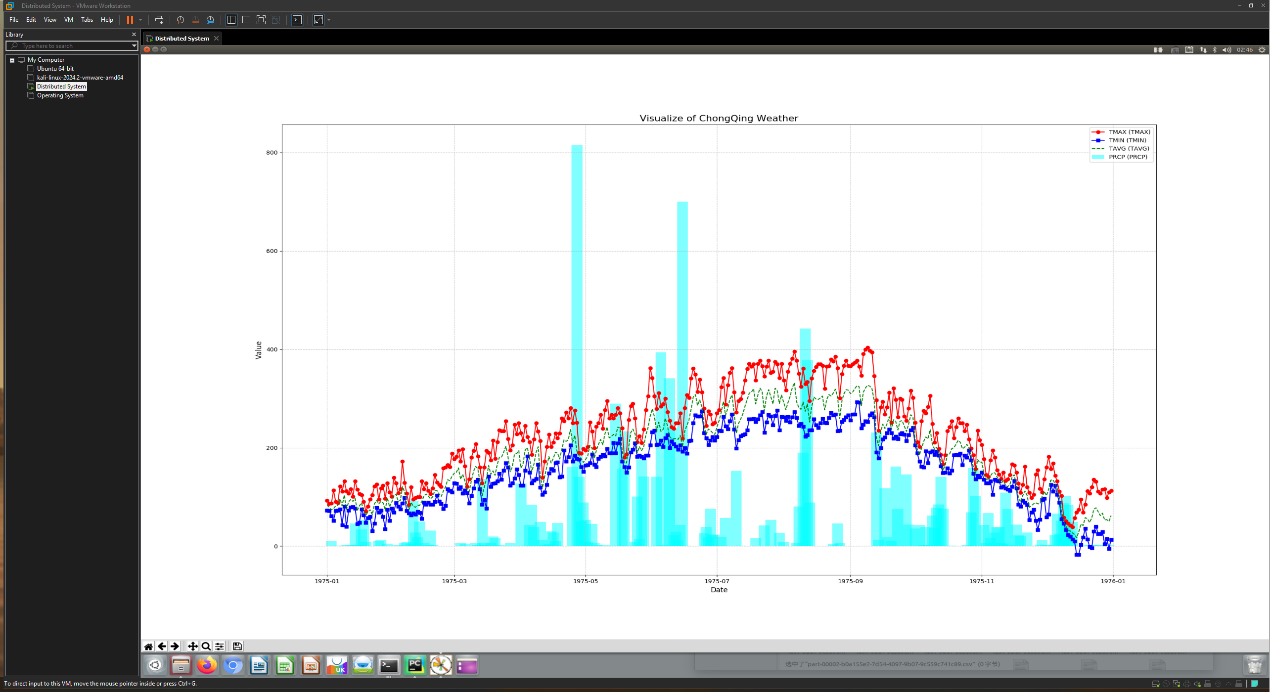 Distributed System - VMware Workstation
File Edit View VM Tabs Help
Library
Type here to search
My Computer
Ubuntu 64-bit
kali-linux-2024.2-vmware-amd64
Distributed System
Operating System
Distributed System
02:46
Visualize of ChongQing Weather
TMAX (TMAX)
TMIN (TMIN)
TAVG (TAVG)
PRCP (PRCP)
800
600
400
200
0
Value
1975-01 1975-03 1975-05 1975-07 1975-09 1975-11 1976-01
Date
To direct input to this VM, move the mouse pointer inside or press Ctrl+G.